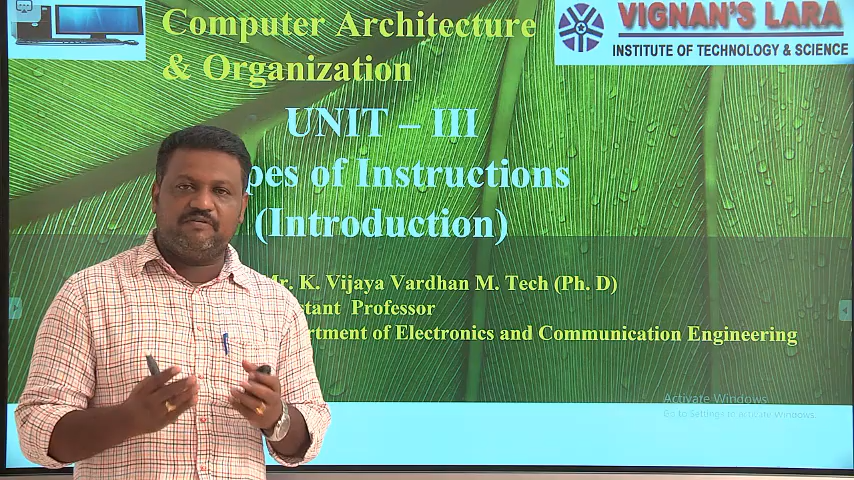 Computer Architecture
& Organization
VIGNAN'S LARA
INSTITUTE OF TECHNOLOGY & SCIENCE
UNIT – III
pes of Instructions
(Introduction)
Mr. K. Vijaya Vardhan M. Tech (Ph. D)
stant Professor
rtment of Electronics and Communication Engineering
Activate Windows
Go to Settings to activate Windows.